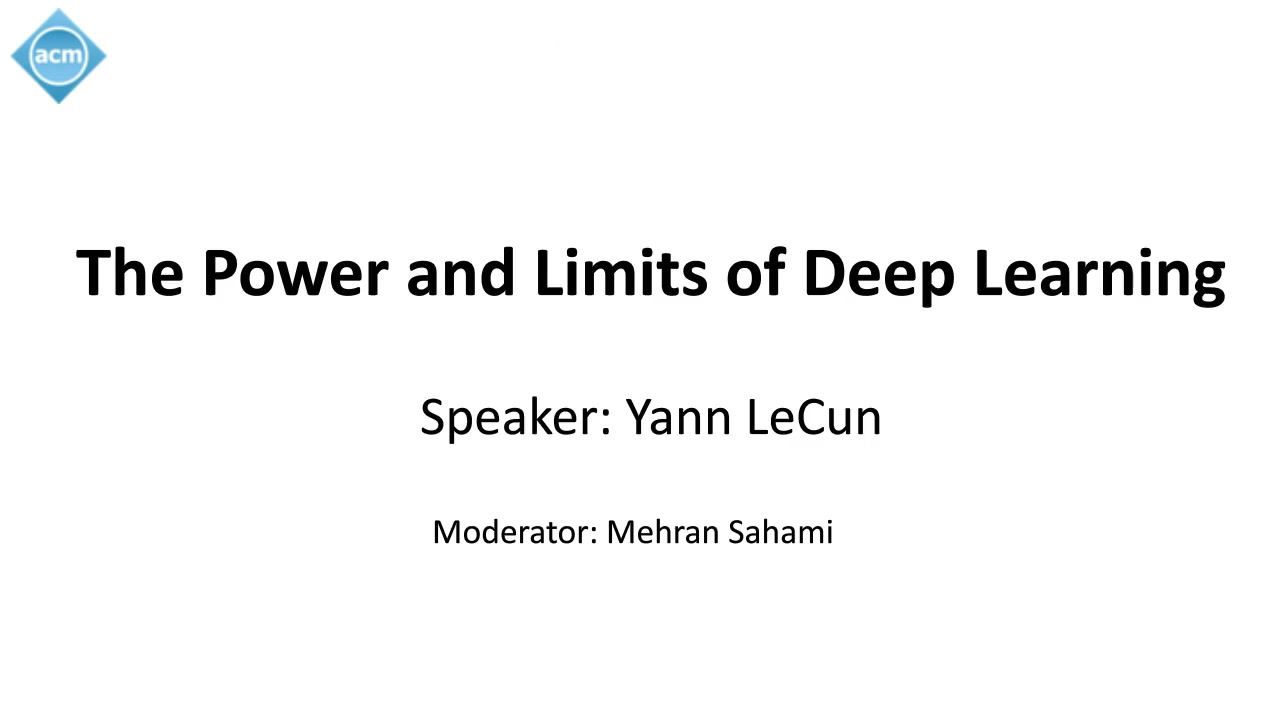 acm
The Power and Limits of Deep Learning
Speaker: Yann LeCun
Moderator: Mehran Sahami